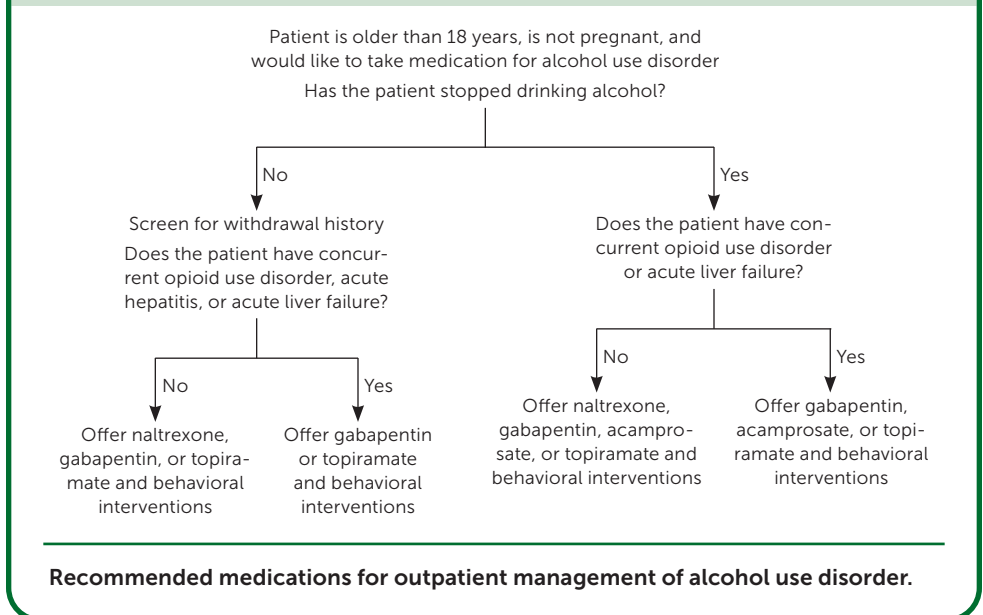 Patient is older than 18 years, is not pregnant, and
would like to take medication for alcohol use disorder
Has the patient stopped drinking alcohol?
No
Yes
Screen for withdrawal history
Does the patient have concur-
rent opioid use disorder, acute
hepatitis, or acute liver failure?
Does the patient have con-
current opioid use disorder
or acute liver failure?
No
Yes
No
Yes
Offer naltrexone,
gabapentin, or topira-
mate and behavioral
interventions
Offer gabapentin
or topiramate
and behavioral
interventions
Offer naltrexone,
gabapentin, acampro-
sate, or topiramate and
behavioral interventions
Offer gabapentin,
acamprosate, or topi-
ramate and behavioral
interventions
Recommended medications for outpatient management of alcohol use disorder.